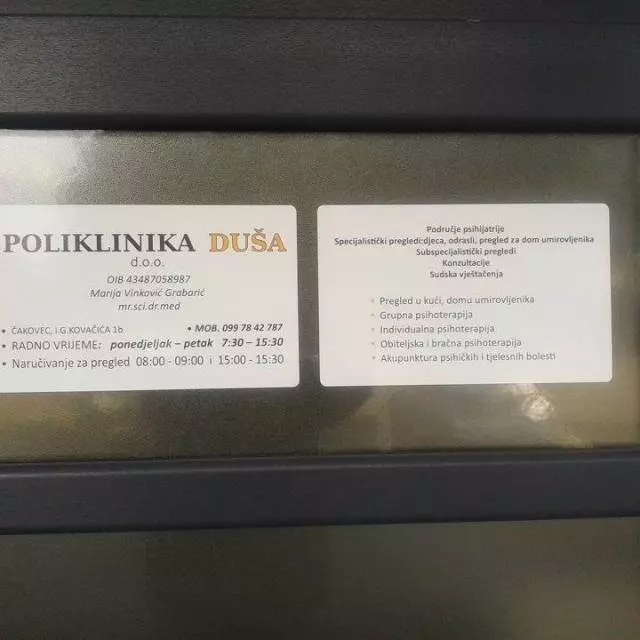 POLIKLINIKA DUŠA
d.o.o.
OIB 43487058987
Marija Vinković Grabarić
mr.sci.dr.med
• ČAKOVEC, I.G.KOVAČIĆA 1b • MOB. 099 78 42 787
• RADNO VRIJEME: ponedjeljak – petak 7:30 – 15:30
• Naručivanje za pregled 08:00 - 09:00 i 15:00 - 15:30
Područje psihijatrije
Specijalistički pregledi:djeca, odrasli, pregled za dom umirovljenika
Subspecijalistički pregledi
Konzultacije
Sudska vještačenja
• Pregled u kući, domu umirovljenika
• Grupna psihoterapija
• Individualna psihoterapija
• Obiteljska i bračna psihoterapija
• Akupunktura psihičkih i tjelesnih bolesti